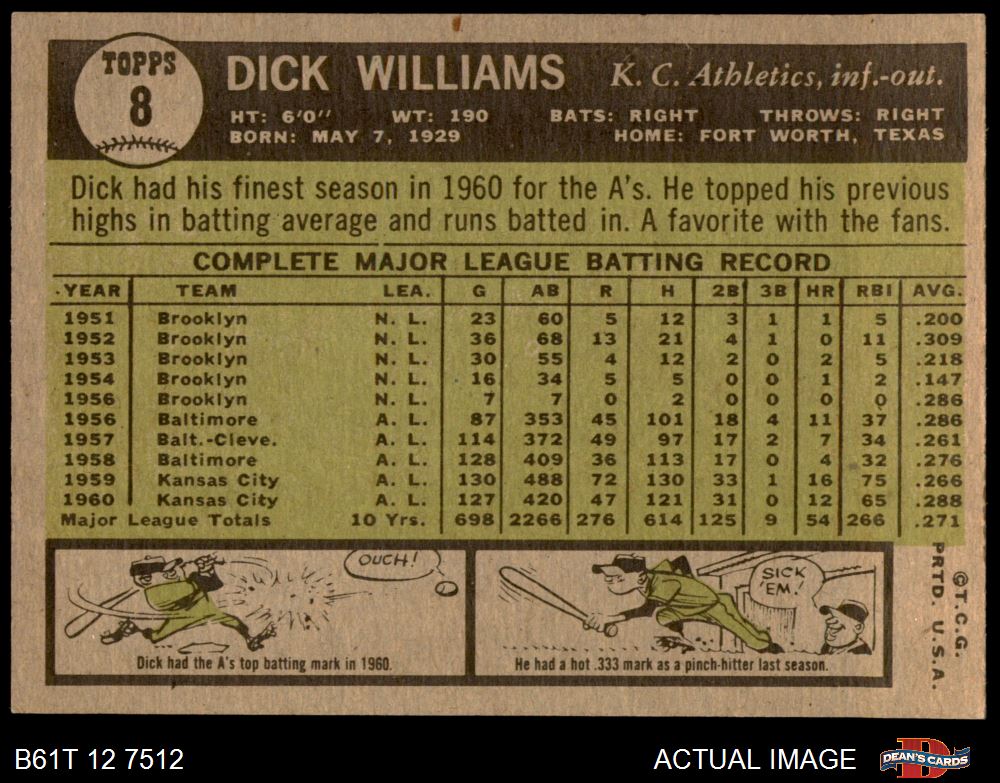 TOPPS
8
DICK WILLIAMS K. C. Athletics, inf.-out.
HT: 6'0" WT: 190 BATS: RIGHT THROWS: RIGHT
BORN: MAY 7, 1929 HOME: FORT WORTH, TEXAS
Dick had his finest season in 1960 for the A's. He topped his previous
highs in batting average and runs batted in. A favorite with the fans.
COMPLETE MAJOR LEAGUE BATTING RECORD
YEAR TEAM LEA. G AB R H 2B 3B HR RBI AVG.
1951 Brooklyn N. L. 23 60 5 12 3 1 1 5 .200
1952 Brooklyn N. L. 36 68 13 21 4 1 0 11 .309
1953 Brooklyn N. L. 30 55 4 12 2 0 2 5 .218
1954 Brooklyn N. L. 16 34 5 5 0 0 1 2 .147
1956 Brooklyn N. L. 7 7 0 2 0 0 0 0 .286
1956 Baltimore A. L. 87 353 45 101 18 4 11 37 .286
1957 Balt.-Cleve. A. L. 114 372 49 97 17 2 7 34 .261
1958 Baltimore A. L. 128 409 36 113 17 0 4 32 .276
1959 Kansas City A. L. 130 488 72 130 33 1 16 75 .266
1960 Kansas City A. L. 127 420 47 121 31 0 12 65 .288
Major League Totals 10 Yrs. 698 2266 276 614 125 9 54 266 .271
OUCH!
Dick had the A's top batting mark in 1960.
SICK
'EM!
He had a hot .333 mark as a pinch-hitter last season.
©T.C.G.
PRTD. U.S.A.
B61T 12 7512 ACTUAL IMAGE DEAN'S CARDS